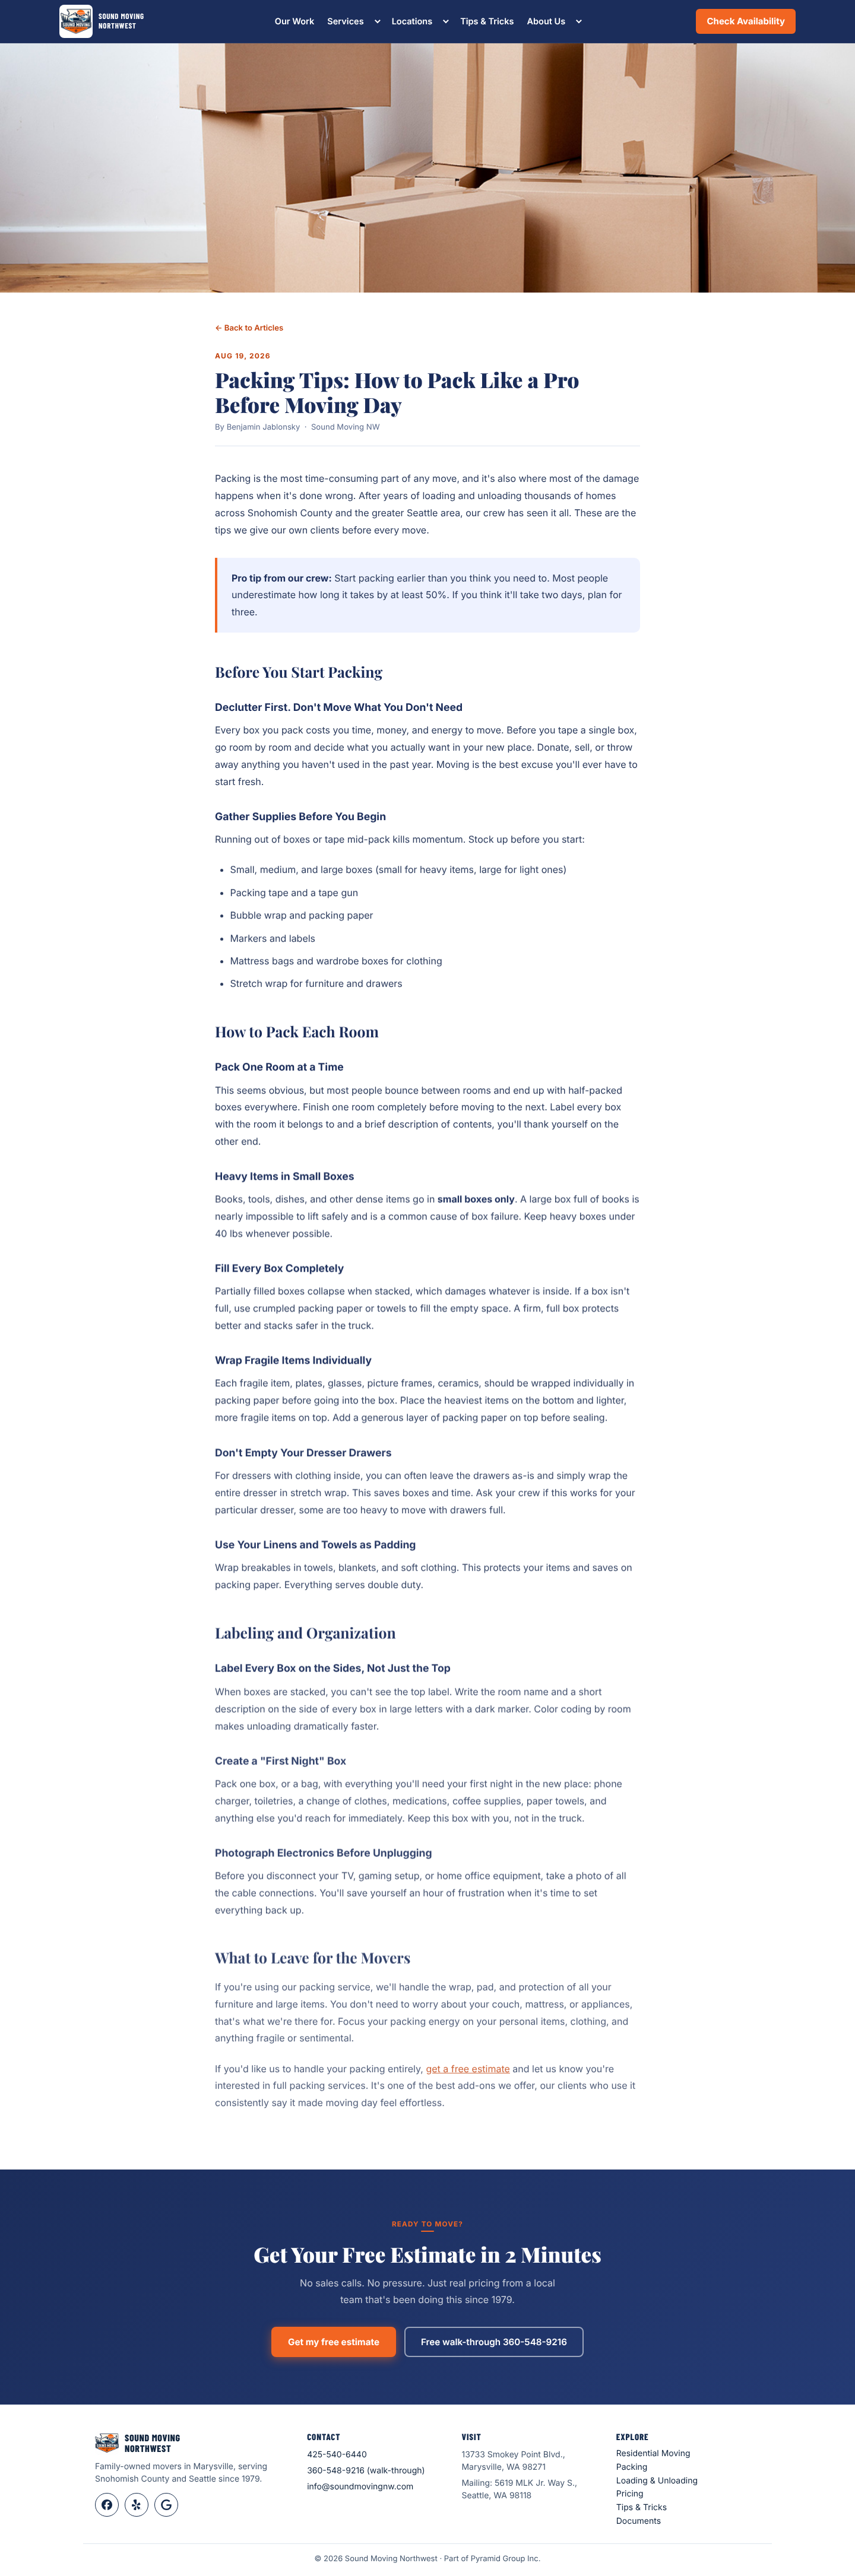 SOUND MOVING
NORTHWEST
Our Work
Services
Locations
Tips & Tricks
About Us
Check Availability
← Back to Articles
AUG 19, 2026
Packing Tips: How to Pack Like a Pro
Before Moving Day
By Benjamin Jablonsky · Sound Moving NW
Packing is the most time-consuming part of any move, and it's also where most of the damage
happens when it's done wrong. After years of loading and unloading thousands of homes
across Snohomish County and the greater Seattle area, our crew has seen it all. These are the
tips we give our own clients before every move.
Pro tip from our crew: Start packing earlier than you think you need to. Most people
underestimate how long it takes by at least 50%. If you think it'll take two days, plan for
three.
Before You Start Packing
Declutter First. Don't Move What You Don't Need
Every box you pack costs you time, money, and energy to move. Before you tape a single box,
go room by room and decide what you actually want in your new place. Donate, sell, or throw
away anything you haven't used in the past year. Moving is the best excuse you'll ever have to
start fresh.
Gather Supplies Before You Begin
Running out of boxes or tape mid-pack kills momentum. Stock up before you start:
• Small, medium, and large boxes (small for heavy items, large for light ones)
• Packing tape and a tape gun
• Bubble wrap and packing paper
• Markers and labels
• Mattress bags and wardrobe boxes for clothing
• Stretch wrap for furniture and drawers
How to Pack Each Room
Pack One Room at a Time
This seems obvious, but most people bounce between rooms and end up with half-packed
boxes everywhere. Finish one room completely before moving to the next. Label every box
with the room it belongs to and a brief description of contents, you'll thank yourself on the
other end.
Heavy Items in Small Boxes
Books, tools, dishes, and other dense items go in small boxes only. A large box full of books is
nearly impossible to lift safely and is a common cause of box failure. Keep heavy boxes under
40 lbs whenever possible.
Fill Every Box Completely
Partially filled boxes collapse when stacked, which damages whatever is inside. If a box isn't
full, use crumpled packing paper or towels to fill the empty space. A firm, full box protects
better and stacks safer in the truck.
Wrap Fragile Items Individually
Each fragile item, plates, glasses, picture frames, ceramics, should be wrapped individually in
packing paper before going into the box. Place the heaviest items on the bottom and lighter,
more fragile items on top. Add a generous layer of packing paper on top before sealing.
Don't Empty Your Dresser Drawers
For dressers with clothing inside, you can often leave the drawers as-is and simply wrap the
entire dresser in stretch wrap. This saves boxes and time. Ask your crew if this works for your
particular dresser, some are too heavy to move with drawers full.
Use Your Linens and Towels as Padding
Wrap breakables in towels, blankets, and soft clothing. This protects your items and saves on
packing paper. Everything serves double duty.
Labeling and Organization
Label Every Box on the Sides, Not Just the Top
When boxes are stacked, you can't see the top label. Write the room name and a short
description on the side of every box in large letters with a dark marker. Color coding by room
makes unloading dramatically faster.
Create a "First Night" Box
Pack one box, or a bag, with everything you'll need your first night in the new place: phone
charger, toiletries, a change of clothes, medications, coffee supplies, paper towels, and
anything else you'd reach for immediately. Keep this box with you, not in the truck.
Photograph Electronics Before Unplugging
Before you disconnect your TV, gaming setup, or home office equipment, take a photo of all
the cable connections. You'll save yourself an hour of frustration when it's time to set
everything back up.
What to Leave for the Movers
If you're using our packing service, we'll handle the wrap, pad, and protection of all your
furniture and large items. You don't need to worry about your couch, mattress, or appliances,
that's what we're there for. Focus your packing energy on your personal items, clothing, and
anything fragile or sentimental.
If you'd like us to handle your packing entirely, get a free estimate and let us know you're
interested in full packing services. It's one of the best add-ons we offer, our clients who use it
consistently say it made moving day feel effortless.
READY TO MOVE?
Get Your Free Estimate in 2 Minutes
No sales calls. No pressure. Just real pricing from a local
team that's been doing this since 1979.
Get my free estimate
Free walk-through 360-548-9216
SOUND MOVING
NORTHWEST
Family-owned movers in Marysville, serving
Snohomish County and Seattle since 1979.
CONTACT
425-540-6440
360-548-9216 (walk-through)
info@soundmovingnw.com
VISIT
13733 Smokey Point Blvd.,
Marysville, WA 98271
Mailing: 5619 MLK Jr. Way S.,
Seattle, WA 98118
EXPLORE
Residential Moving
Packing
Loading & Unloading
Pricing
Tips & Tricks
Documents
© 2026 Sound Moving Northwest · Part of Pyramid Group Inc.